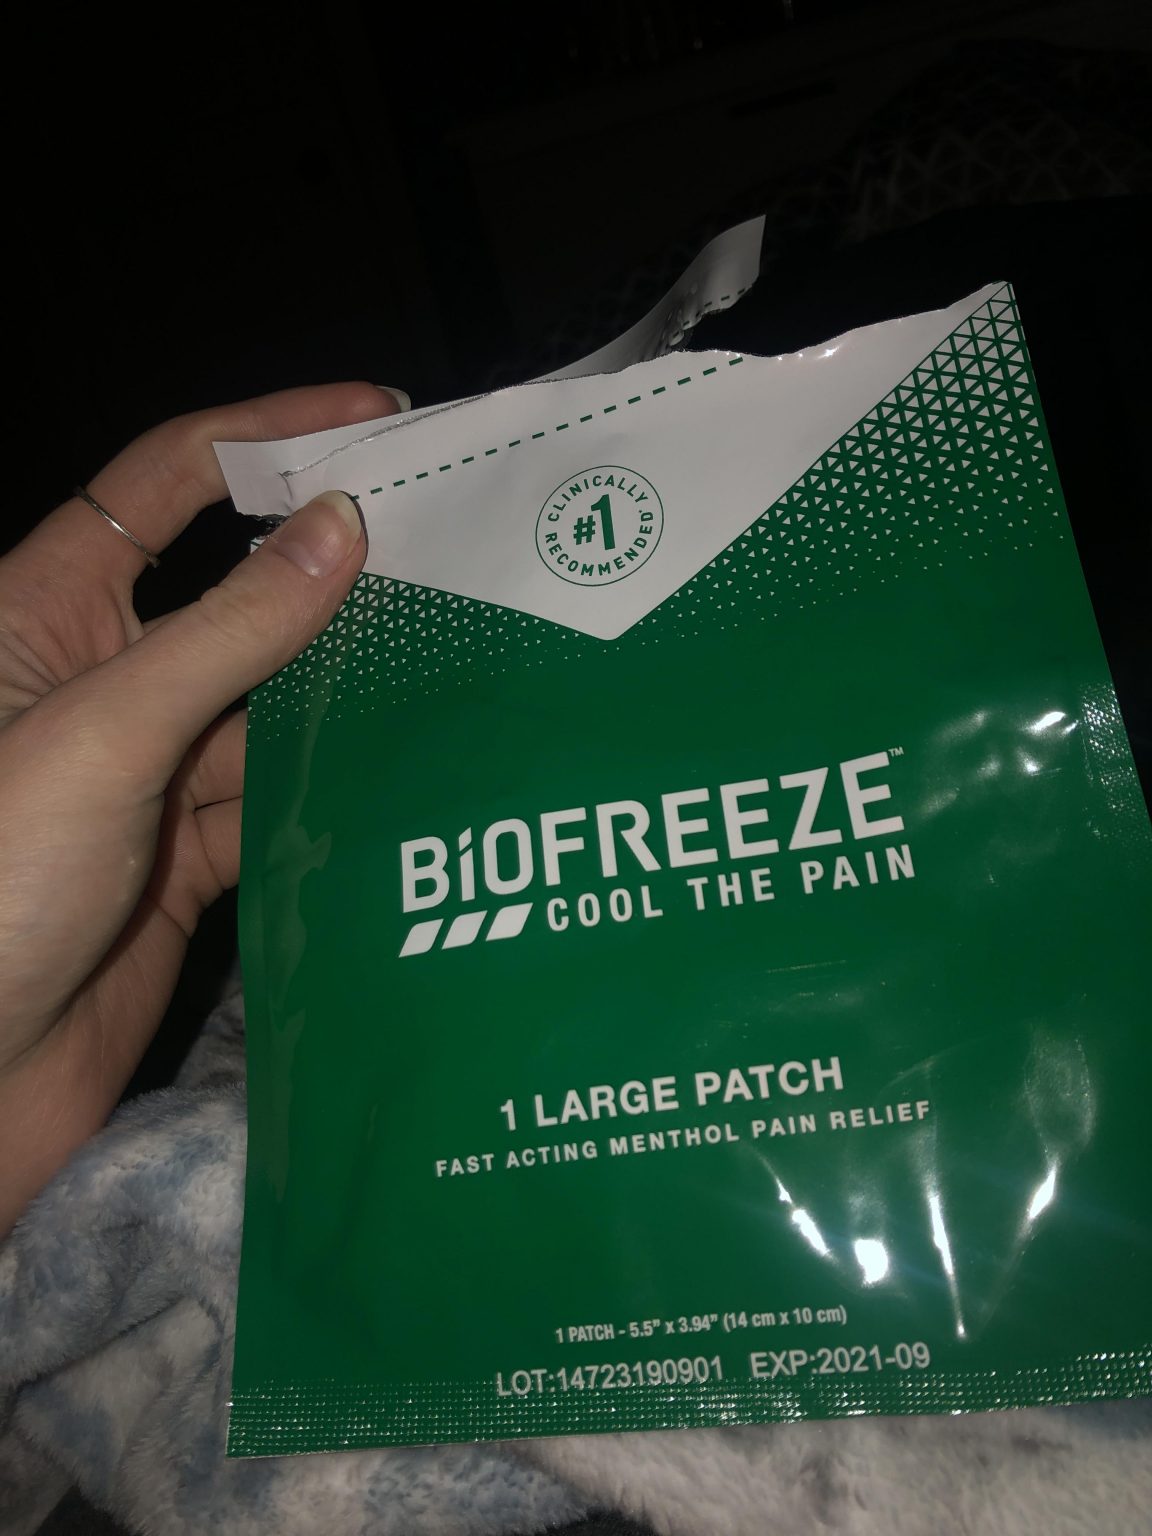 CLINICALLY
#1
RECOMMENDED
BiOFREEZE™
COOL THE PAIN
1 LARGE PATCH
FAST ACTING MENTHOL PAIN RELIEF
1 PATCH - 5.5" x 3.94" (14 cm x 10 cm)
LOT:14723190901 EXP:2021-09